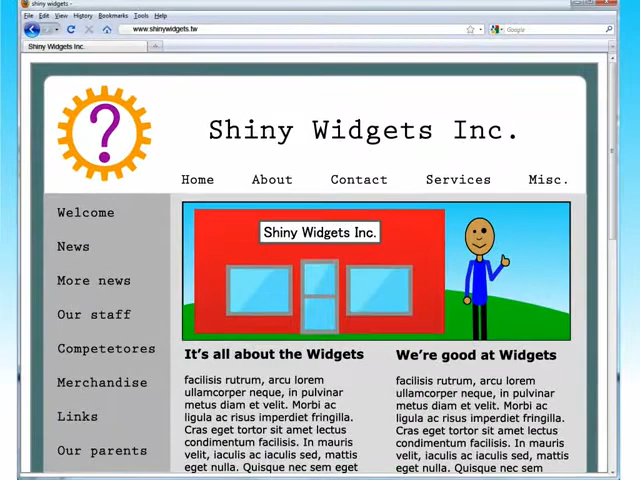 shiny widgets -
File Edit View History Bookmarks Tools Help
www.shinywidgets.tw
Google
Shiny Widgets Inc.
?
Shiny Widgets Inc.
Home About Contact Services Misc.
Welcome
News
More news
Our staff
Competetores
Merchandise
Links
Our parents
Shiny Widgets Inc.
It's all about the Widgets
facilisis rutrum, arcu lorem
ullamcorper neque, in pulvinar
metus diam et velit. Morbi ac
ligula ac risus imperdiet fringilla.
Cras eget tortor sit amet lectus
condimentum facilisis. In mauris
velit, iaculis ac iaculis sed, mattis
eget nulla. Quisque nec sem eget
We're good at Widgets
facilisis rutrum, arcu lorem
ullamcorper neque, in pulvinar
metus diam et velit. Morbi ac
ligula ac risus imperdiet fringilla.
Cras eget tortor sit amet lectus
condimentum facilisis. In mauris
velit, iaculis ac iaculis sed, mattis
eget nulla. Quisque nec sem